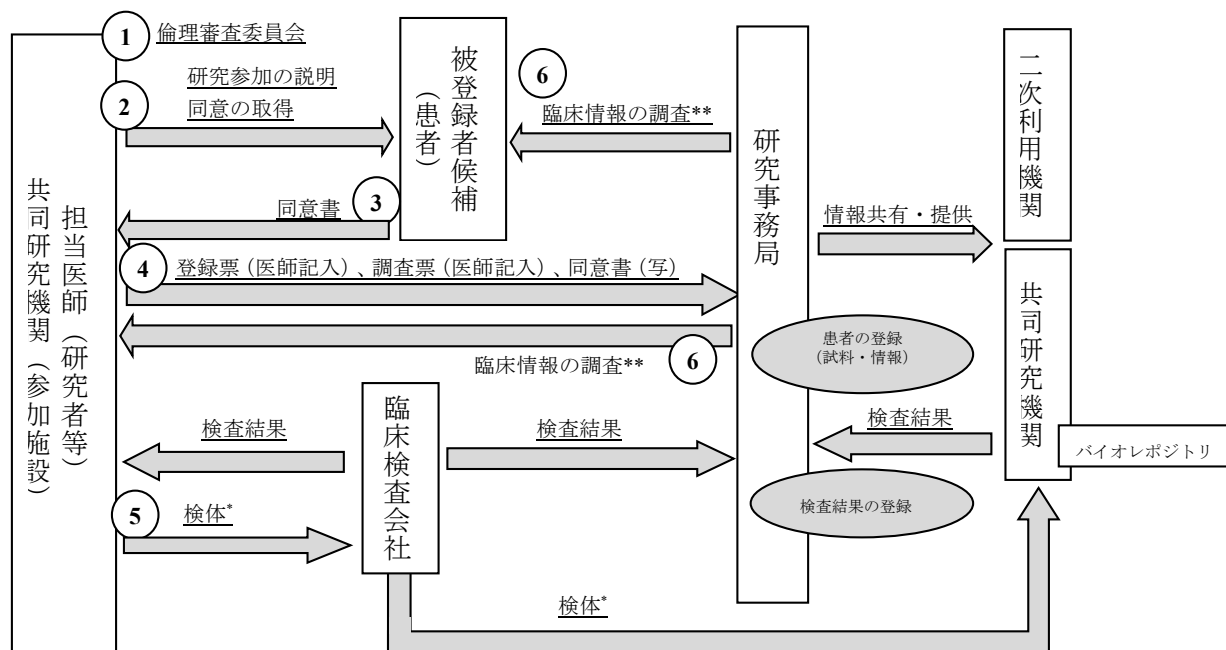 1 倫理審査委員会
研究参加の説明
2 同意の取得
被登録者候補
(患者)
6
臨床情報の調査**
研究事務局
二次利用機関
担当医師(研究者等)
共同研究機関(参加施設)
同意書 3
情報共有・提供
4 登録票(医師記入)、調査票(医師記入)、同意書(写)
臨床情報の調査** 6
患者の登録
(試料・情報)
共同研究機関
バイオレポジトリ
臨床検査会社
検査結果
検査結果
検査結果
検査結果の登録
5 検体*
検体*